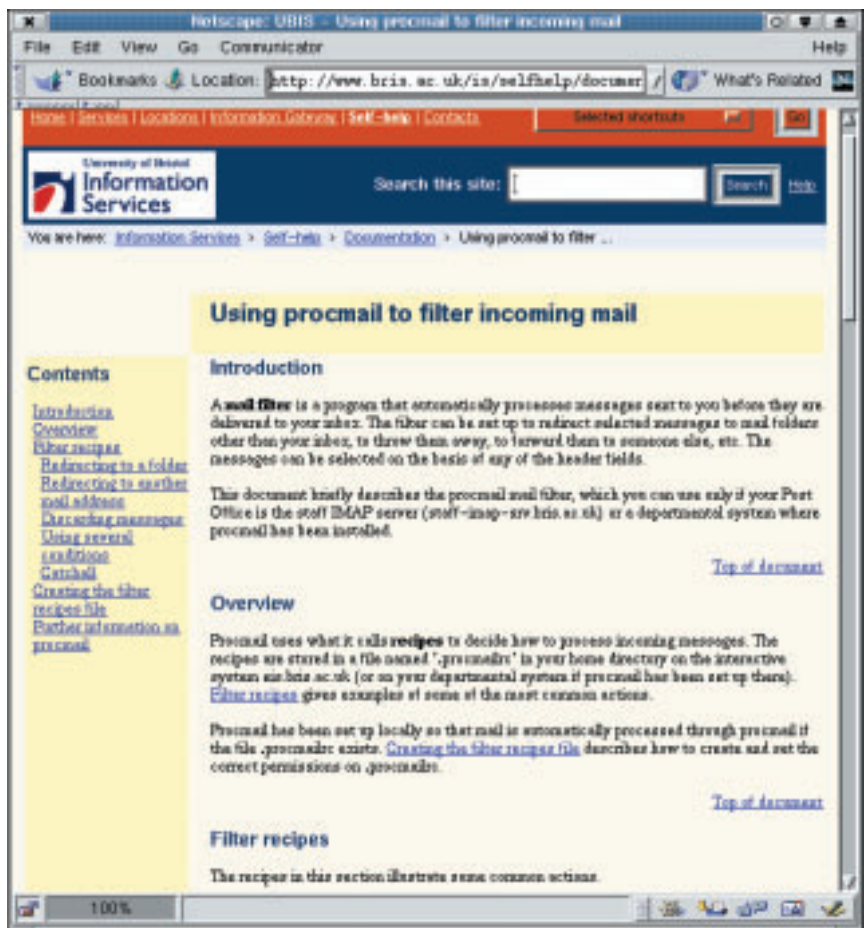 Netscape: UBIS - Using procmail to filter incoming mail
File Edit View Go Communicator Help
Bookmarks Location: http://www.bris.ac.uk/is/selfhelp/documen What's Related
Home | Services | Locations | Information Gateway | Self-help | Contacts Selected shortcuts Go
University of Bristol
Information
Services
Search this site: Search Help
You are here: Information Services > Self-help > Documentation > Using procmail to filter ...
Using procmail to filter incoming mail
Contents
Introduction
Overview
Filter recipes
Redirecting to a folder
Redirecting to another
mail address
Discarding messages
Using several
conditions
Catchall
Creating the filter
recipes file
Further information on
procmail
Introduction
A mail filter is a program that automatically processes messages sent to you before they are
delivered to your inbox. The filter can be set up to redirect selected messages to mail folders
other than your inbox, to throw them away, to forward them to someone else, etc. The
messages can be selected on the basis of any of the header fields.
This document briefly describes the procmail mail filter, which you can use only if your Post
Office is the staff IMAP server (staff-imap-srv.bris.ac.uk) or a departmental system where
procmail has been installed.
Top of document
Overview
Procmail uses what it calls recipes to decide how to process incoming messages. The
recipes are stored in a file named ".procmailrc" in your home directory on the interactive
system eis.bris.ac.uk (or on your departmental system if procmail has been set up there).
Filter recipes gives examples of some of the most common actions.
Procmail has been set up locally so that mail is automatically processed through procmail if
the file .procmailrc exists. Creating the filter recipes file describes how to create and set the
correct permissions on .procmailrc.
Top of document
Filter recipes
The recipes in this section illustrate some common actions.
100%